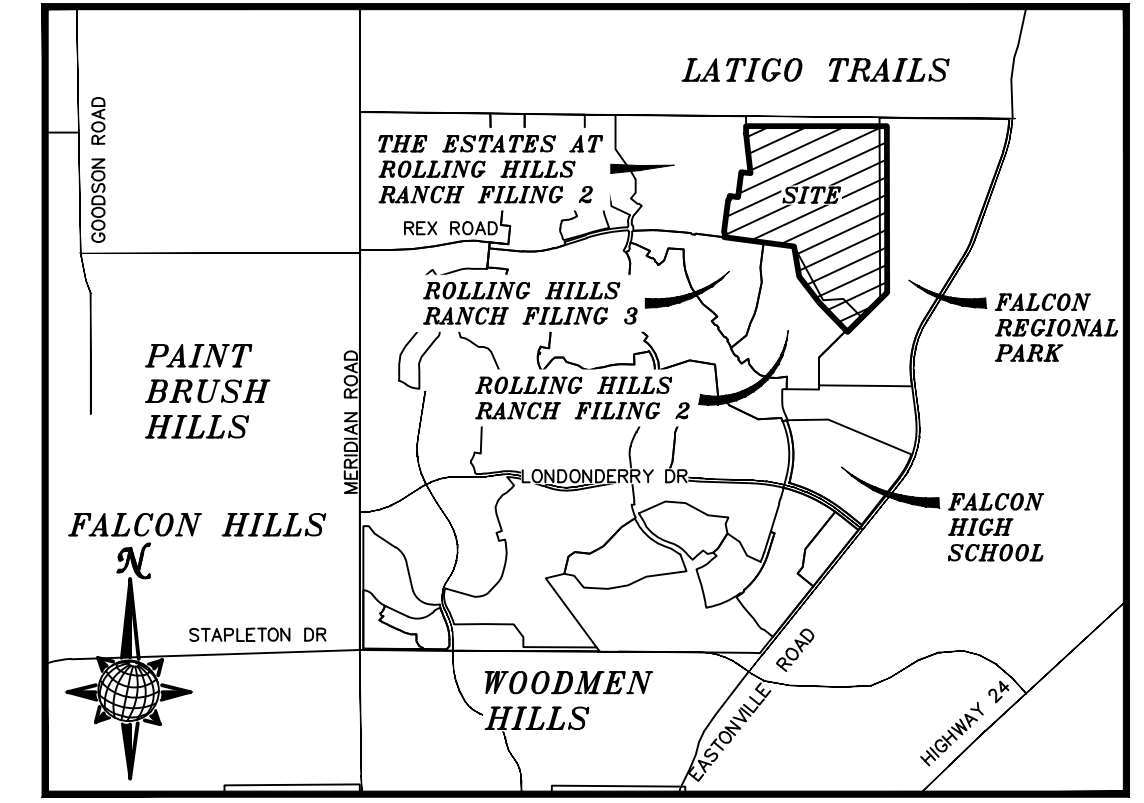 LATIGO TRAILS
GOODSON ROAD
THE ESTATES AT
ROLLING HILLS
RANCH FILING 2
SITE
REX ROAD
ROLLING HILLS
RANCH FILING 3
FALCON
REGIONAL
PARK
PAINT
BRUSH
HILLS
MERIDIAN ROAD
ROLLING HILLS
RANCH FILING 2
LONDONDERRY DR
FALCON HILLS
FALCON
HIGH
SCHOOL
N
STAPLETON DR
WOODMEN
HILLS
EASTONVILLE ROAD
HIGHWAY 24